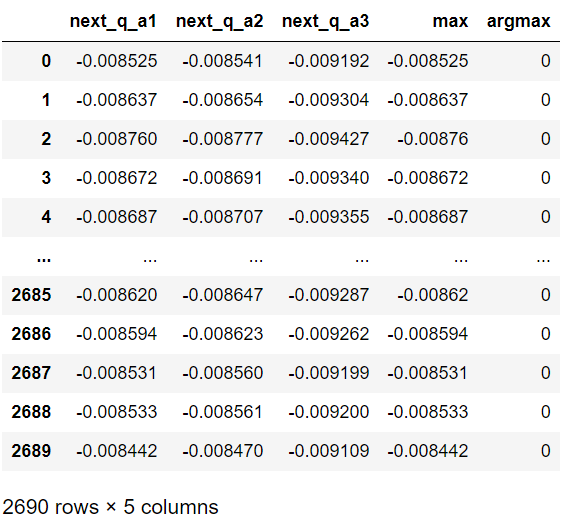 next_q_a1 next_q_a2 next_q_a3 max argmax
0 -0.008525 -0.008541 -0.009192 -0.008525 0
1 -0.008637 -0.008654 -0.009304 -0.008637 0
2 -0.008760 -0.008777 -0.009427 -0.00876 0
3 -0.008672 -0.008691 -0.009340 -0.008672 0
4 -0.008687 -0.008707 -0.009355 -0.008687 0
... ... ... ... ... ...
2685 -0.008620 -0.008647 -0.009287 -0.00862 0
2686 -0.008594 -0.008623 -0.009262 -0.008594 0
2687 -0.008531 -0.008560 -0.009199 -0.008531 0
2688 -0.008533 -0.008561 -0.009200 -0.008533 0
2689 -0.008442 -0.008470 -0.009109 -0.008442 0
2690 rows × 5 columns